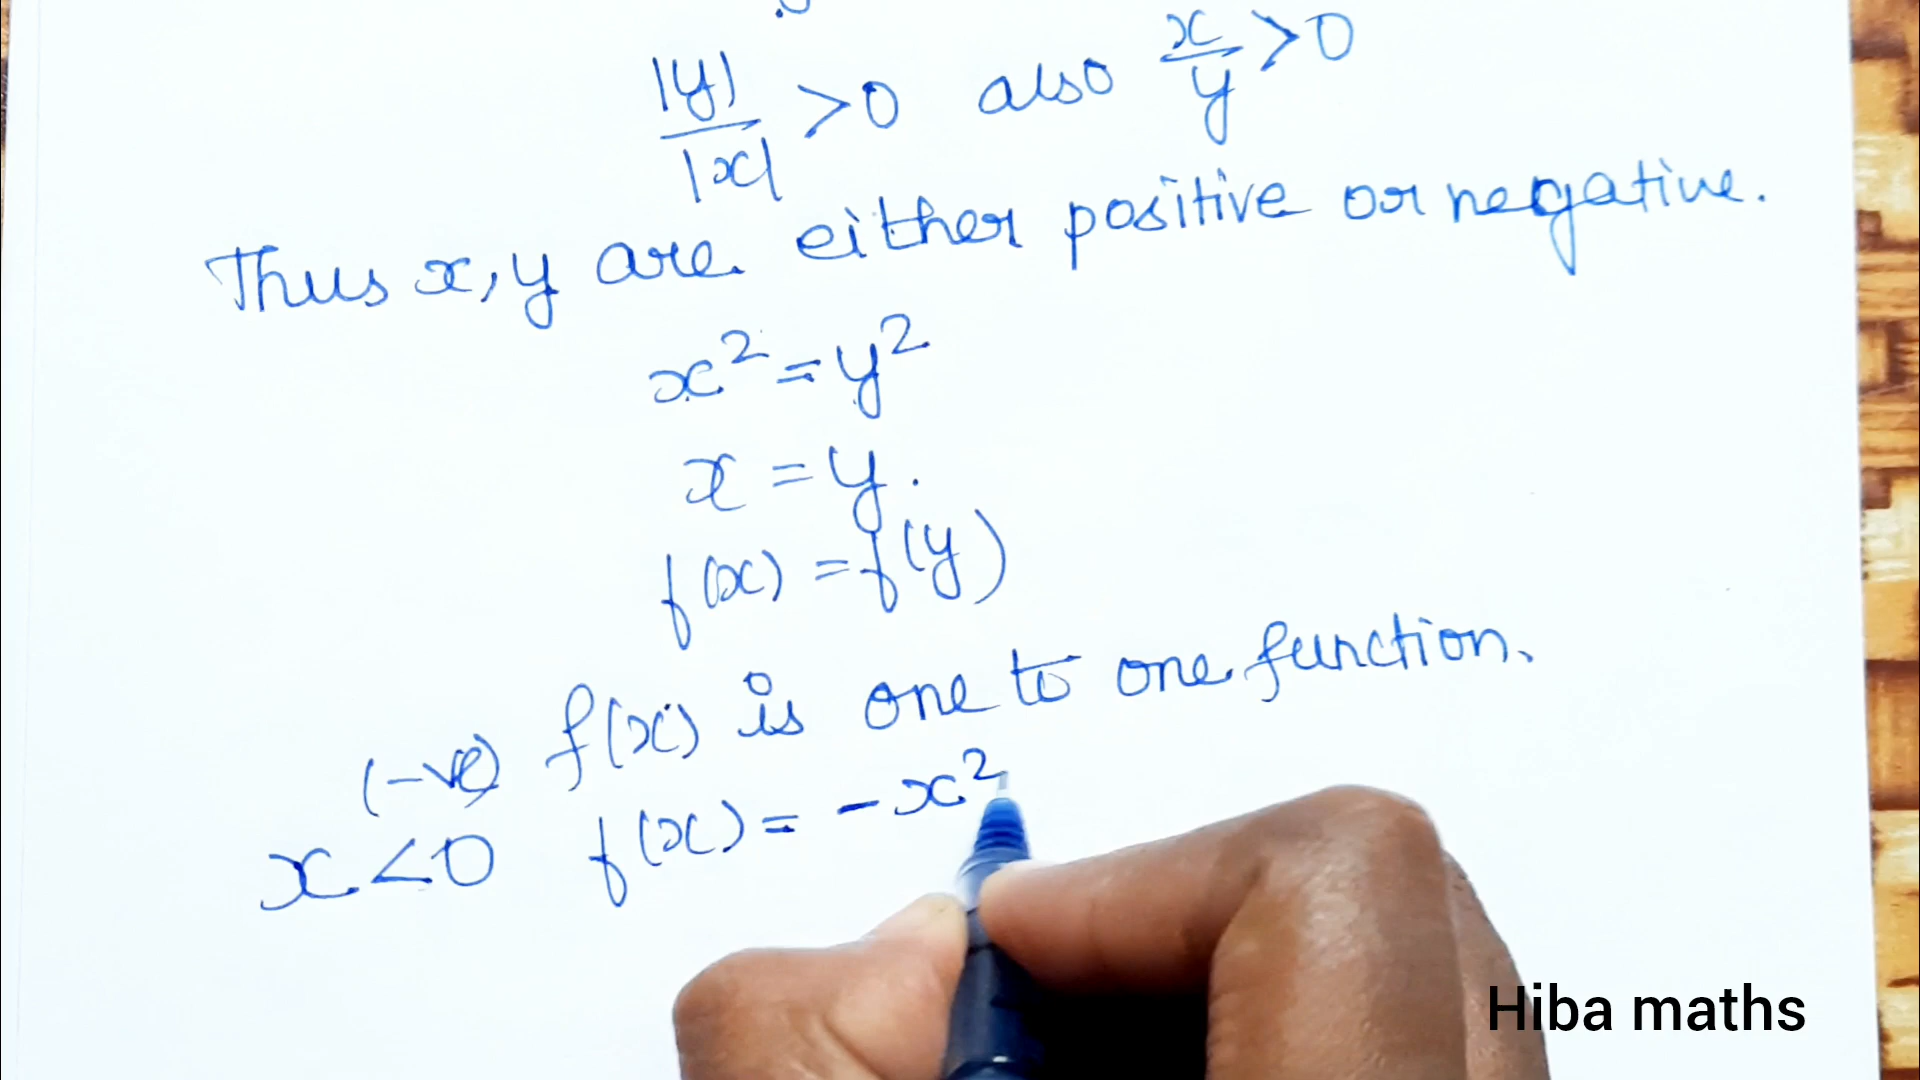 |y|/|x| >0 also x/y >0
Thus x, y are either positive or negative.
x² = y²
x = y.
f(x) = f(y)
f(x) is one to one function.
(-ve)
x <0 f(x) = - x²
Hiba maths